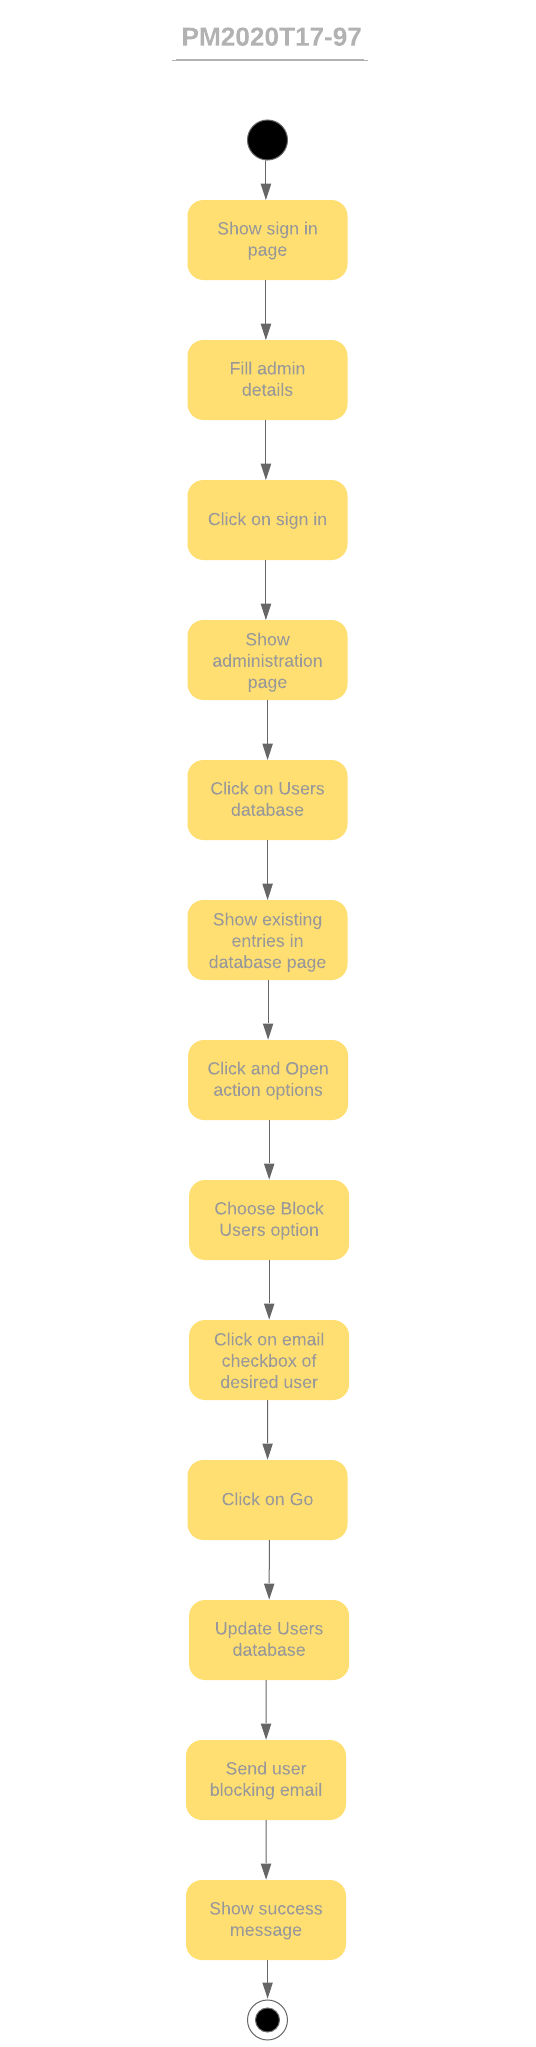 PM2020T17-97
Show sign in
page
Fill admin
details
Click on sign in
Show
administration
page
Click on Users
database
Show existing
entries in
database page
Click and Open
action options
Choose Block
Users option
Click on email
checkbox of
desired user
Click on Go
Update Users
database
Send user
blocking email
Show success
message